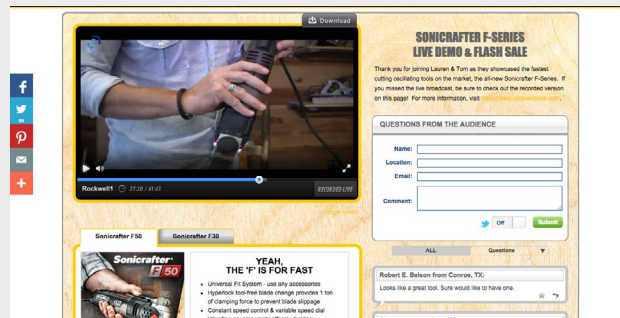 Download
SONICRAFTER F-SERIES
LIVE DEMO & FLASH SALE
Thank you for joining Lauren & Tom as they showcased the fastest
cutting oscillating tools on the market, the all-new Sonicrafter F-Series. If
you missed the live broadcast, be sure to check out the recorded version
on this page! For more information, visit
QUESTIONS FROM THE AUDIENCE
Name:
Location:
Email:
Comment:
Off
Submit
Rockwell1 27:20 / 41:41 RECORDED LIVE
ALL Questions
Sonicrafter F50 Sonicrafter F30
Sonicrafter
F50
YEAH,
THE 'F' IS FOR FAST
Universal Fit System - use any accessories
Hyperlock tool-free blade change provides 1 ton
of clamping force to prevent blade slippage
Constant speed control & variable speed dial
Robert E. Belson from Conroe, TX:
Looks like a great tool. Sure would like to have one.